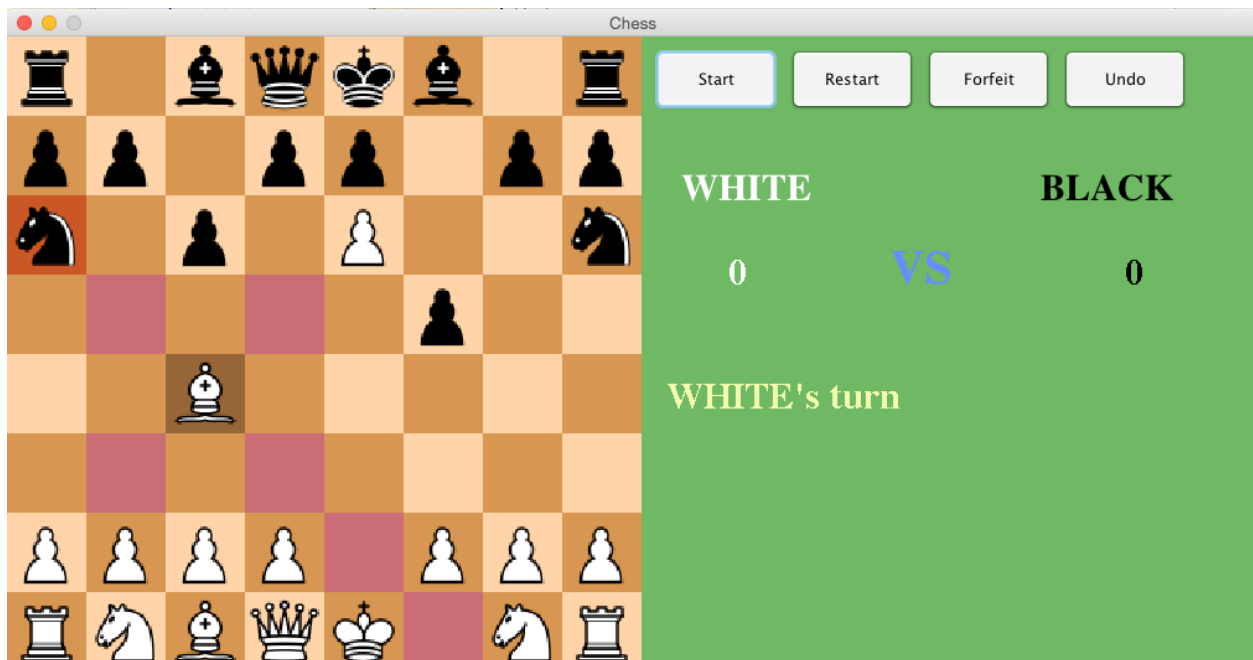 Chess
Start Restart Forfeit Undo
WHITE BLACK
0 VS 0
WHITE's turn